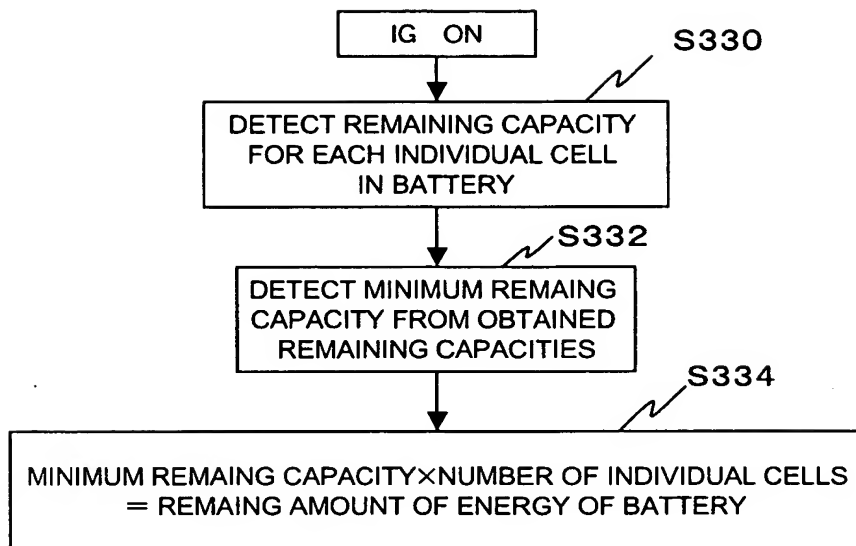 IG ON
S330
DETECT REMAINING CAPACITY
FOR EACH INDIVIDUAL CELL
IN BATTERY
S332
DETECT MINIMUM REMAING
CAPACITY FROM OBTAINED
REMAINING CAPACITIES
S334
MINIMUM REMAING CAPACITY×NUMBER OF INDIVIDUAL CELLS
= REMAING AMOUNT OF ENERGY OF BATTERY